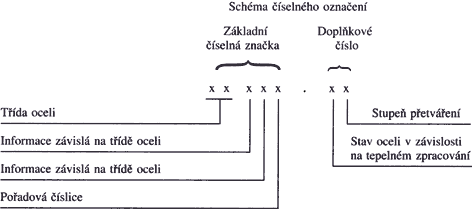 Schéma číselného označení
Základní
číselná značka
Doplňkové
číslo
x x x x x . x x
Třída oceli
Stupeň přetváření
Informace závislá na třídě oceli
Stav oceli v závislosti
na tepelném zpracování
Informace závislá na třídě oceli
Pořadová číslice